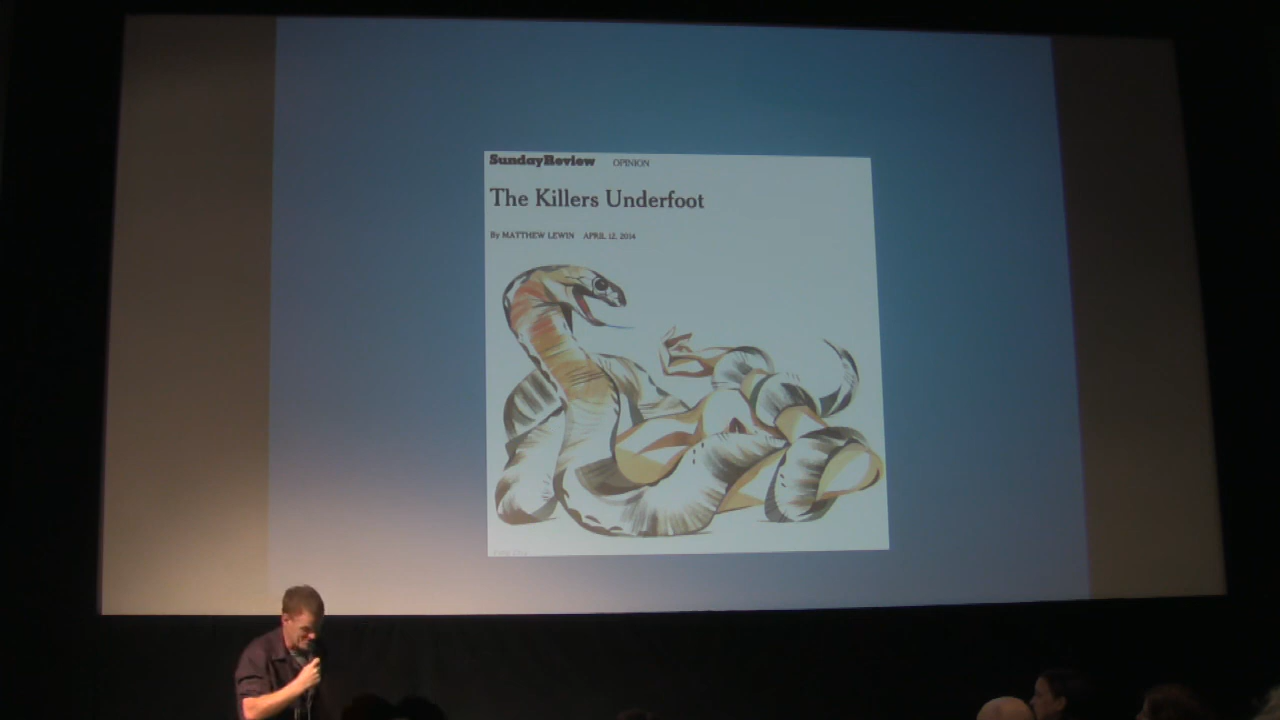 SundayReview OPINION
The Killers Underfoot
By MATTHEW LEWIN APRIL 12, 2014